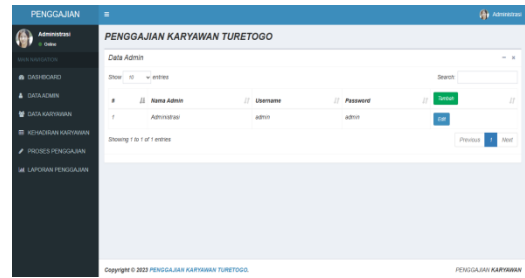 PENGGAJIAN
Administrasi
Administrasi
Online
PENGGAJIAN KARYAWAN TURETOGO
MAIN NAVIGATION
DASHBOARD
DATA ADMIN
DATA KARYAWAN
KEHADIRAN KARYAWAN
PROSES PENGGAJIAN
LAPORAN PENGGAJIAN
Data Admin
Show 10 entries
Search:
# Nama Admin Username Password Tambah
1 Administrasi admin admin Edit
Showing 1 to 1 of 1 entries
Previous 1 Next
Copyright © 2023 PENGGAJIAN KARYAWAN TURETOGO.
PENGGAJIAN KARYAWAN